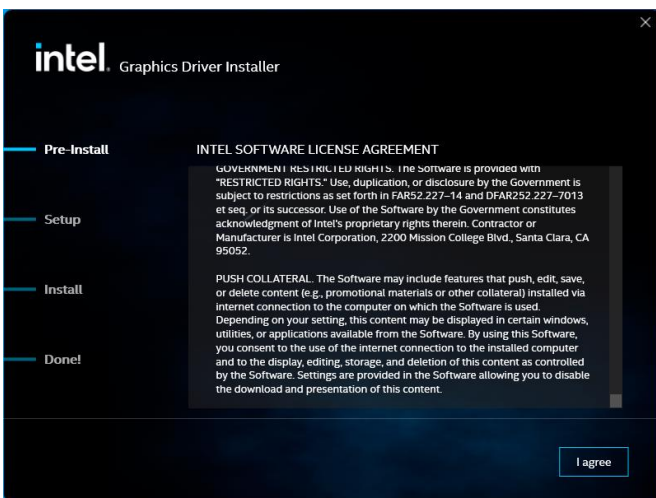 intel. Graphics Driver Installer
Pre-Install
Setup
Install
Done!
INTEL SOFTWARE LICENSE AGREEMENT
GOVERNMENT RESTRICTED RIGHTS. The Software is provided with
"RESTRICTED RIGHTS." Use, duplication, or disclosure by the Government is
subject to restrictions as set forth in FAR52.227–14 and DFAR252.227–7013
et seq. or its successor. Use of the Software by the Government constitutes
acknowledgment of Intel's proprietary rights therein. Contractor or
Manufacturer is Intel Corporation, 2200 Mission College Blvd., Santa Clara, CA
95052.
PUSH COLLATERAL. The Software may include features that push, edit, save,
or delete content (e.g., promotional materials or other collateral) installed via
internet connection to the computer on which the Software is used.
Depending on your setting, this content may be displayed in certain windows,
utilities, or applications available from the Software. By using this Software,
you consent to the use of the internet connection to the installed computer
and to the display, editing, storage, and deletion of this content as controlled
by the Software. Settings are provided in the Software allowing you to disable
the download and presentation of this content.
I agree